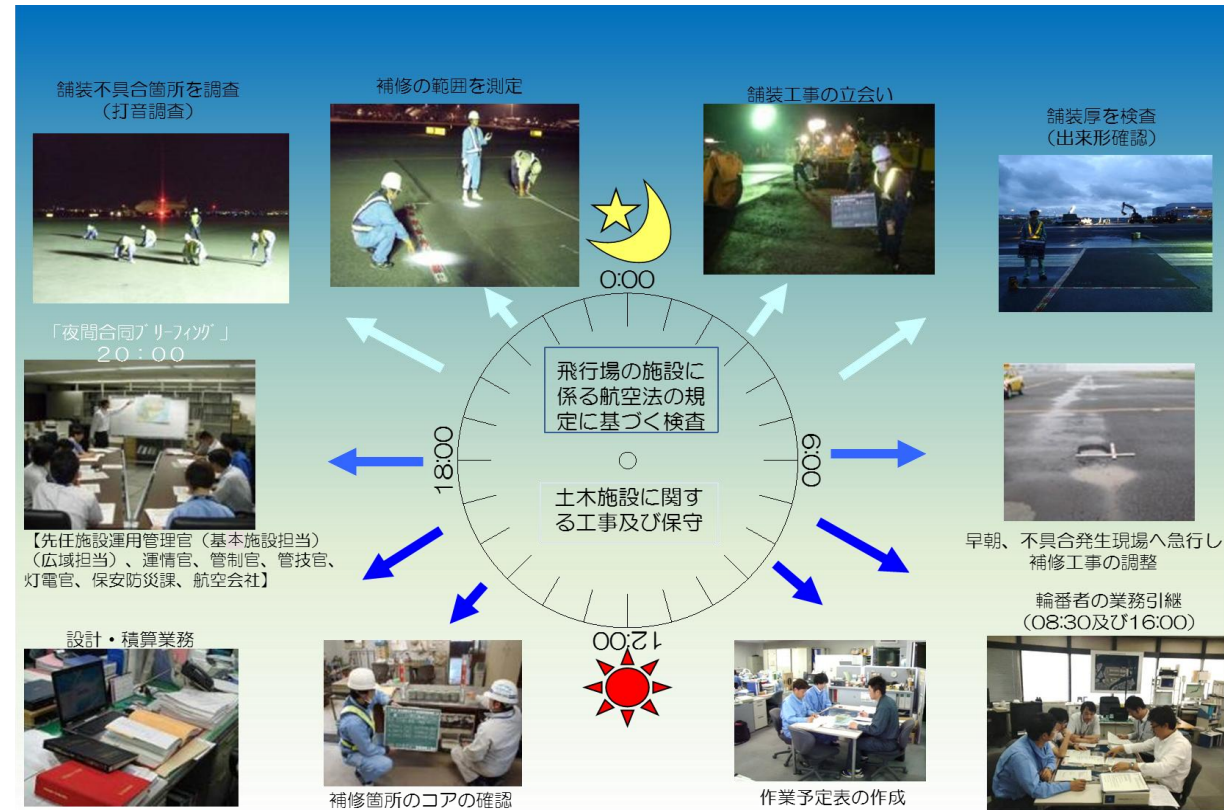 舗装不具合箇所を調査
（打音調査）
補修の範囲を測定
舗装工事の立会い
舗装厚を検査
（出来形確認）
0:00
「夜間合同ﾌﾞﾘｰﾌｨﾝｸﾞ」
２０：００
飛行場の施設に
係る航空法の規
定に基づく検査
18:00
6:00
土木施設に関す
る工事及び保守
【先任施設運用管理官（基本施設担当）
（広域担当）、運情官、管制官、管技官、
灯電官、保安防災課、航空会社】
早朝、不具合発生現場へ急行し
補修工事の調整
輪番者の業務引継
（08:30及び16:00）
12:00
設計・積算業務
補修箇所のコアの確認
作業予定表の作成